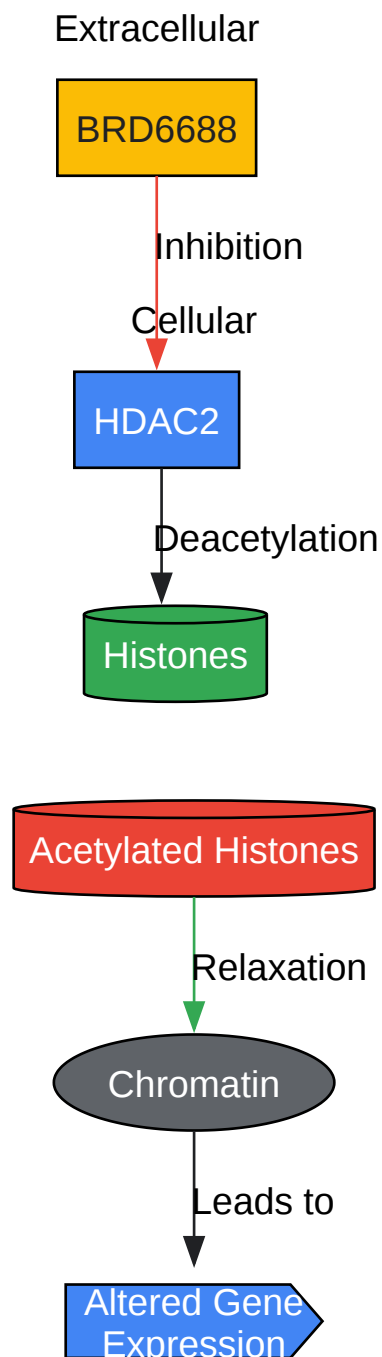 Extracellular
BRD6688
Inhibition
Cellular
HDAC2
Deacetylation
Histones
Acetylated Histones
Relaxation
Chromatin
Leads to
Altered Gene
Expression